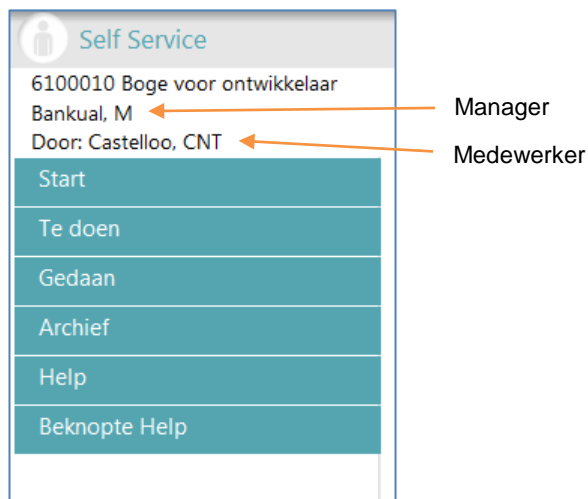 Self Service
6100010 Boge voor ontwikkelaar
Bankual, M
Manager
Door: Castelloo, CNT
Medewerker
Start
Te doen
Gedaan
Archief
Help
Beknopte Help